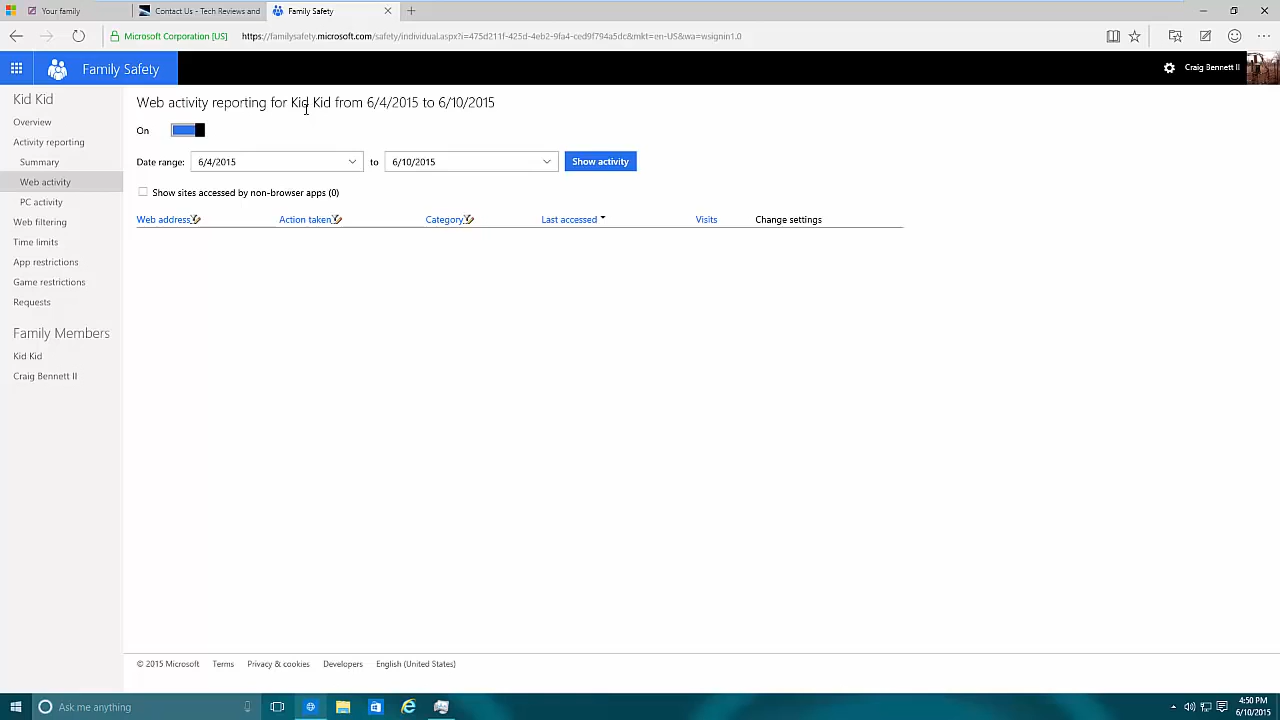 Your family
Contact Us - Tech Reviews and
Family Safety
Microsoft Corporation [US]
https://familysafety.microsoft.com/safety/individual.aspx?i=475d211f-425d-4eb2-9fa4-ced9f794a5dc&mkt=en-US&wa=wsignin1.0
Family Safety
Craig Bennett II
Kid Kid
Overview
Activity reporting
Summary
Web activity
PC activity
Web filtering
Time limits
App restrictions
Game restrictions
Requests
Family Members
Kid Kid
Craig Bennett II
Web activity reporting for Kid Kid from 6/4/2015 to 6/10/2015
On
Date range: 6/4/2015 to 6/10/2015 Show activity
Show sites accessed by non-browser apps (0)
Web address Action taken Category Last accessed Visits Change settings
© 2015 Microsoft Terms Privacy & cookies Developers English (United States)
Ask me anything
4:50 PM
6/10/2015